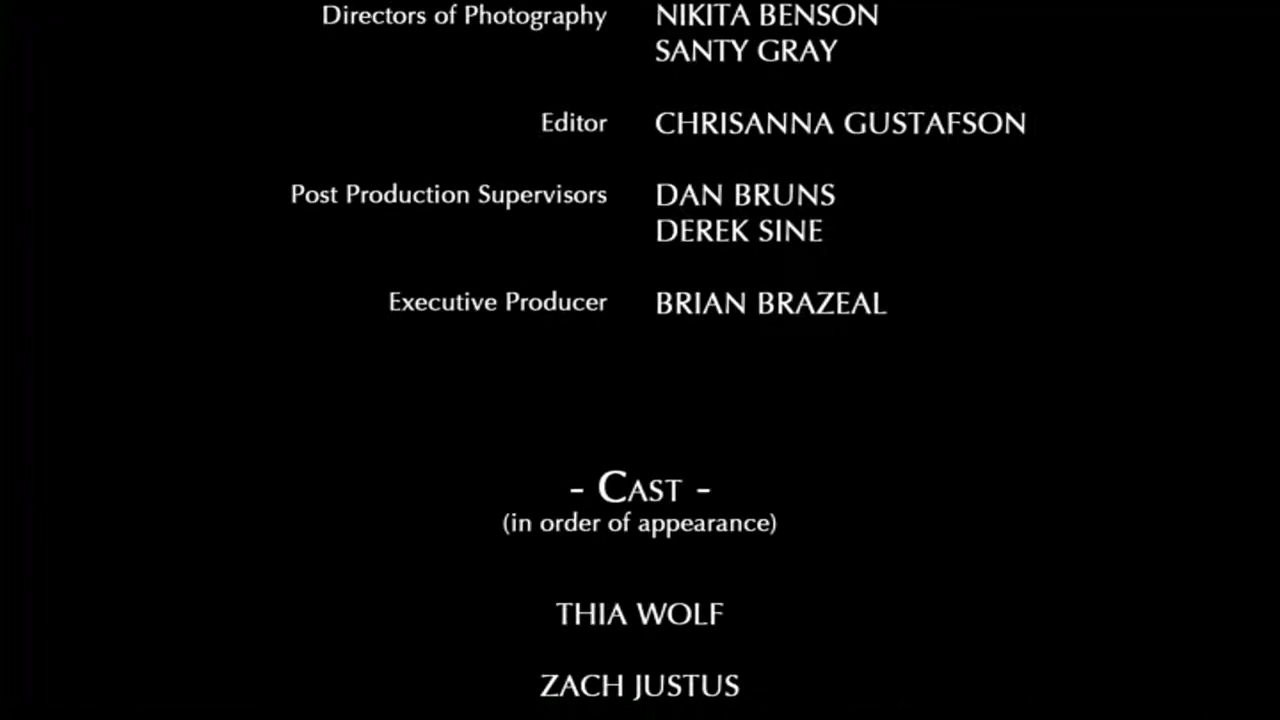 Directors of Photography NIKITA BENSON
SANTY GRAY
Editor CHRISANNA GUSTAFSON
Post Production Supervisors DAN BRUNS
DEREK SINE
Executive Producer BRIAN BRAZEAL
- CAST -
(in order of appearance)
THIA WOLF
ZACH JUSTUS